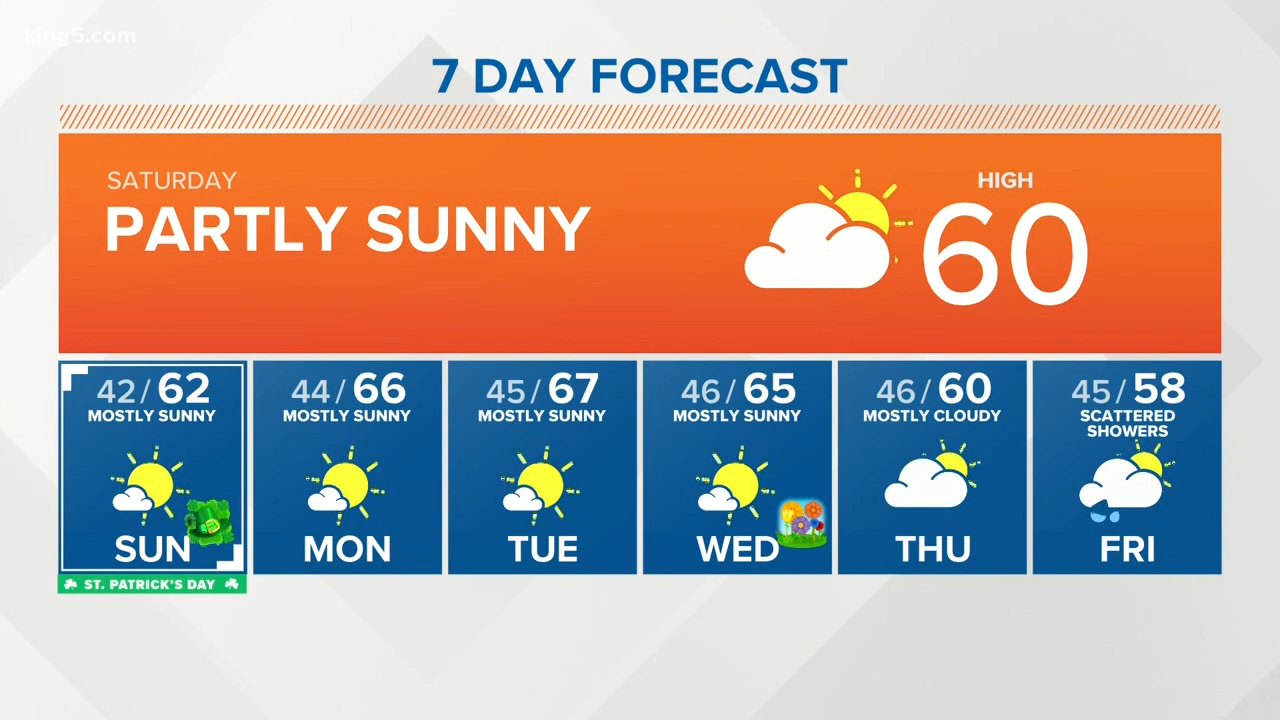 king5.com
7 DAY FORECAST
SATURDAY
PARTLY SUNNY
HIGH
60
42 / 62
MOSTLY SUNNY
SUN
ST. PATRICK'S DAY
44 / 66
MOSTLY SUNNY
MON
45 / 67
MOSTLY SUNNY
TUE
46 / 65
MOSTLY SUNNY
WED
46 / 60
MOSTLY CLOUDY
THU
45 / 58
SCATTERED
SHOWERS
FRI